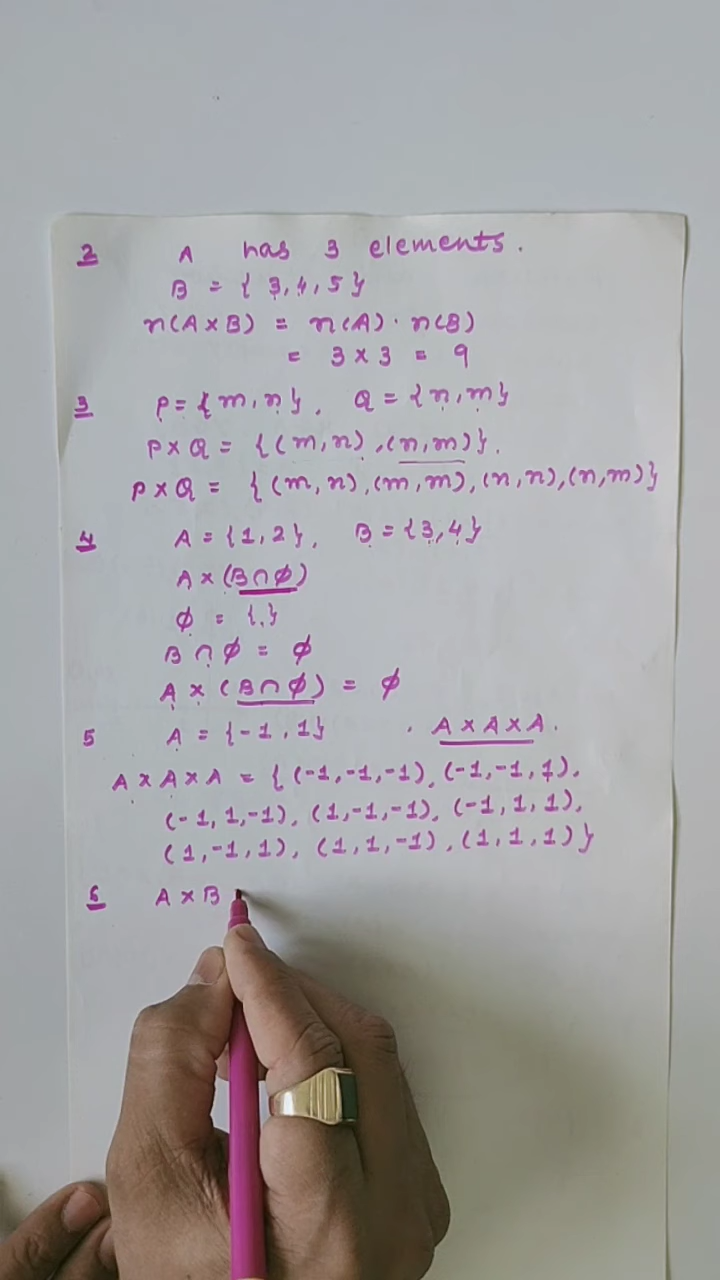 2 A has 3 elements.
B = {3,4,5}
n(A×B) = n(A)·n(B)
= 3×3 = 9
3 P={m,n}, Q={n,m}
P×Q = {(m,n),(n,m)}.
P×Q = {(m,n),(m,m),(n,n),(n,m)}
4 A={1,2}, B={3,4}
A×(B∩ϕ)
ϕ = {.}
B∩ϕ = ϕ
A×(B∩ϕ) = ϕ
5 A={-1,1} . A×A×A.
A×A×A = {(-1,-1,-1),(-1,-1,1),
(-1,1,-1),(1,-1,-1),(-1,1,1),
(1,-1,1),(1,1,-1),(1,1,1)}
6 A×B